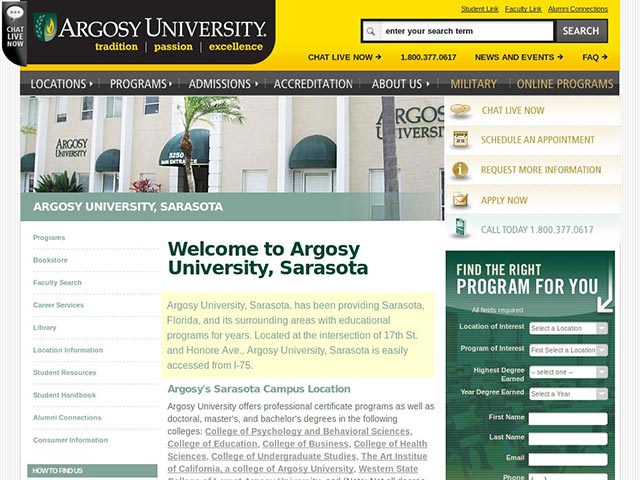 CHAT
LIVE
NOW
ARGOSY UNIVERSITY.
tradition | passion | excellence
Student Link Faculty Link Alumni Connections
enter your search term SEARCH
CHAT LIVE NOW 1.800.377.0617 NEWS AND EVENTS FAQ
LOCATIONS PROGRAMS ADMISSIONS ACCREDITATION ABOUT US MILITARY ONLINE PROGRAMS
ARGOSY
UNIVERSITY
5250
ARGOSY
UNIVERSITY
ARGOSY UNIVERSITY, SARASOTA
CHAT LIVE NOW
SCHEDULE AN APPOINTMENT
REQUEST MORE INFORMATION
APPLY NOW
CALL TODAY 1.800.377.0617
Programs
Bookstore
Faculty Search
Career Services
Library
Location Information
Student Resources
Student Handbook
Alumni Connections
Consumer Information
HOW TO FIND US
Welcome to Argosy
University, Sarasota
Argosy University, Sarasota, has been providing Sarasota,
Florida, and its surrounding areas with educational
programs for years. Located at the intersection of 17th St.
and Honore Ave., Argosy University, Sarasota is easily
accessed from I-75.
Argosy's Sarasota Campus Location
Argosy University offers professional certificate programs as well as
doctoral, master's, and bachelor's degrees in the following
colleges: College of Psychology and Behavioral Sciences,
College of Education, College of Business, College of Health
Sciences, College of Undergraduate Studies, The Art Institue
of California, a college of Argosy University, Western State
FIND THE RIGHT
PROGRAM FOR YOU
All fields required
Location of Interest Select a Location
Program of Interest First Select a Location
Highest Degree
Earned
– select one –
Year Degree Earned Select a Year
First Name
Last Name
Email
Phone